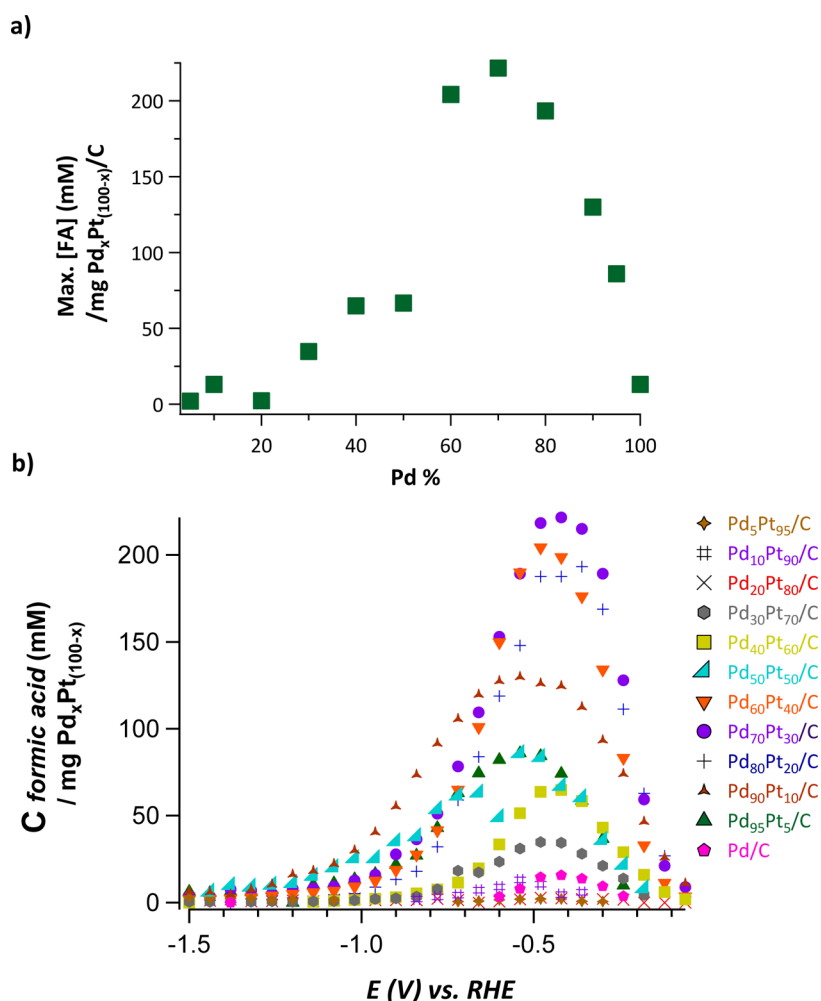 a)
Max. [FA] (mM)
/mg PdₓPt₍₁₀₀₋ₓ₎/C
200
150
100
50
0
20
40
60
80
100
Pd %
b)
C formic acid (mM)
/ mg PdₓPt₍₁₀₀₋ₓ₎
200
150
100
50
0
-1.5
-1.0
-0.5
E (V) vs. RHE
Pd₅Pt₉₅/C
Pd₁₀Pt₉₀/C
Pd₂₀Pt₈₀/C
Pd₃₀Pt₇₀/C
Pd₄₀Pt₆₀/C
Pd₅₀Pt₅₀/C
Pd₆₀Pt₄₀/C
Pd₇₀Pt₃₀/C
Pd₈₀Pt₂₀/C
Pd₉₀Pt₁₀/C
Pd₉₅Pt₅/C
Pd/C